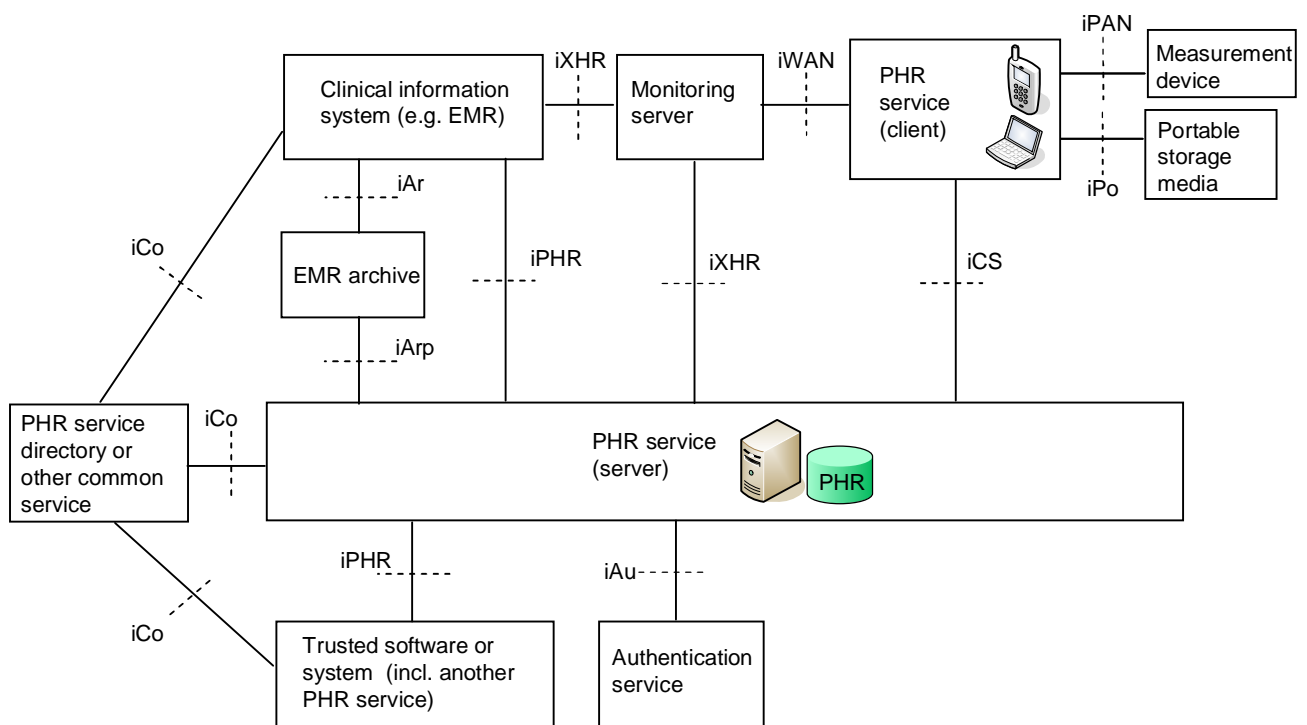 iPAN
iXHR
iWAN
Clinical information
system (e.g. EMR)
Monitoring
server
PHR
service
(client)
Measurement
device
Portable
storage
media
iPo
iAr
iCo
EMR archive
iPHR
iXHR
iCS
iArp
PHR service
directory or
other common
service
iCo
PHR service
(server)
PHR
iPHR
iAu
iCo
Trusted software or
system (incl. another
PHR service)
Authentication
service